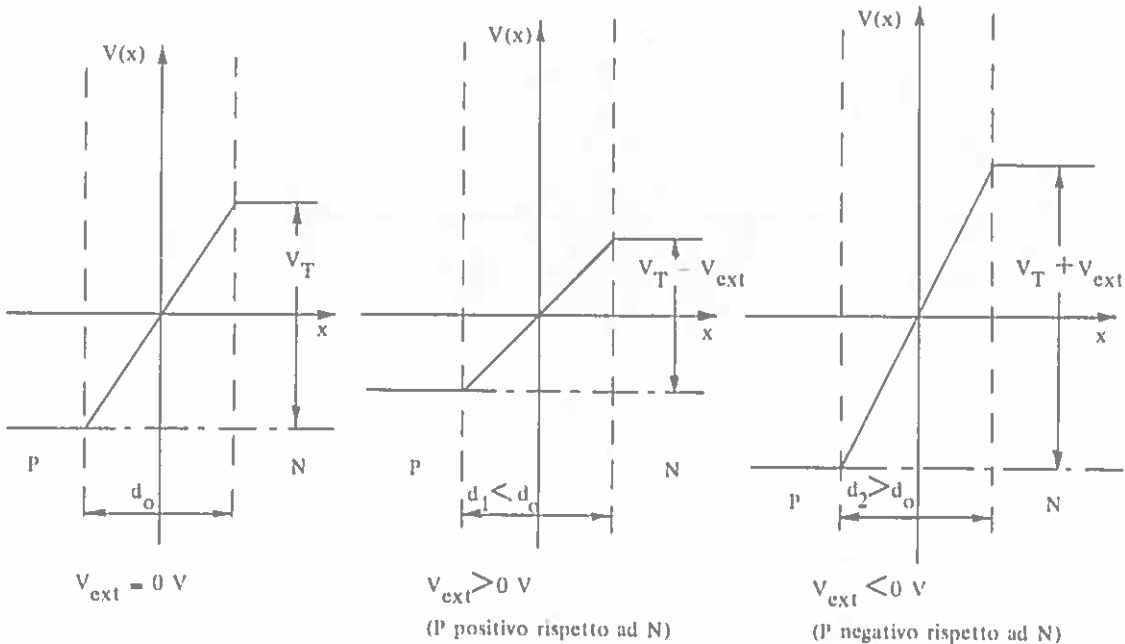 V(x)
V(x)
V(x)
V_T
V_T - V_ext
V_T + V_ext
x
x
x
P
N
P
N
P
N
d_o
d_1 < d_o
d_2 > d_o
V_ext = 0 V
V_ext > 0 V
V_ext < 0 V
(P positivo rispetto ad N)
(P negativo rispetto ad N)